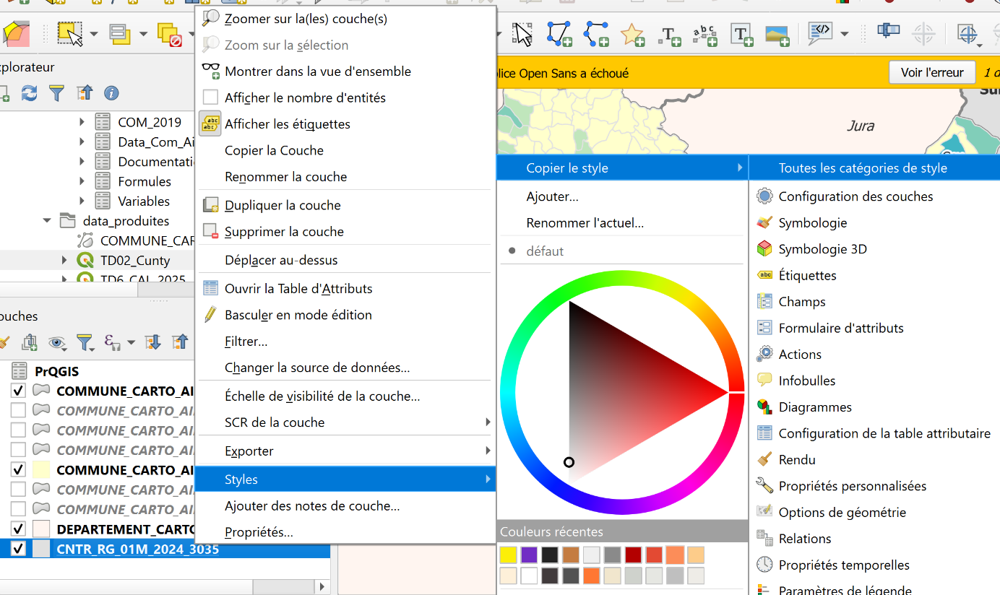 Zoomer sur la(les) couche(s)
Zoom sur la sélection
Montrer dans la vue d'ensemble
Afficher le nombre d'entités
Afficher les étiquettes
Copier la Couche
Renommer la couche
Dupliquer la couche
Supprimer la couche
Déplacer au-dessus
Ouvrir la Table d'Attributs
Basculer en mode édition
Filtrer...
Changer la source de données...
Échelle de visibilité de la couche...
SCR de la couche
Exporter
Styles
Ajouter des notes de couche...
Propriétés...
xplorateur
COM_2019
Data_Com_Ai
Documentati
Formules
Variables
data_produites
COMMUNE_CAR
TD02_Cunty
TD6_CAL_2025
ouches
PrQGIS
COMMUNE_CARTO_AI
COMMUNE_CARTO_AI
COMMUNE_CARTO_AI
COMMUNE_CARTO_AI
COMMUNE_CARTO_AI
COMMUNE_CARTO_AI
COMMUNE_CARTO_AI
DEPARTEMENT_CARTO
CNTR_RG_01M_2024_3035
lice Open Sans a échoué
Voir l'erreur
Jura
Copier le style
Ajouter...
Renommer l'actuel...
défaut
Couleurs récentes
Toutes les catégories de style
Configuration des couches
Symbologie
Symbologie 3D
abc Étiquettes
Champs
Formulaire d'attributs
Actions
Infobulles
Diagrammes
Configuration de la table attributaire
Rendu
Propriétés personnalisées
Options de géométrie
Relations
Propriétés temporelles
Paramètres de légende